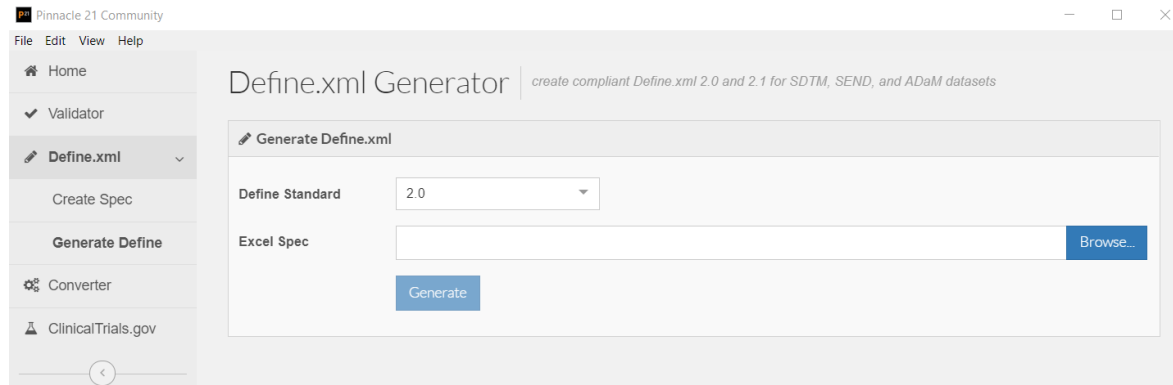 Pinnacle 21 Community
File Edit View Help
Home
Validator
Define.xml
Create Spec
Generate Define
Converter
ClinicalTrials.gov
Define.xml Generator create compliant Define.xml 2.0 and 2.1 for SDTM, SEND, and ADaM datasets
Generate Define.xml
Define Standard 2.0
Excel Spec Browse...
Generate